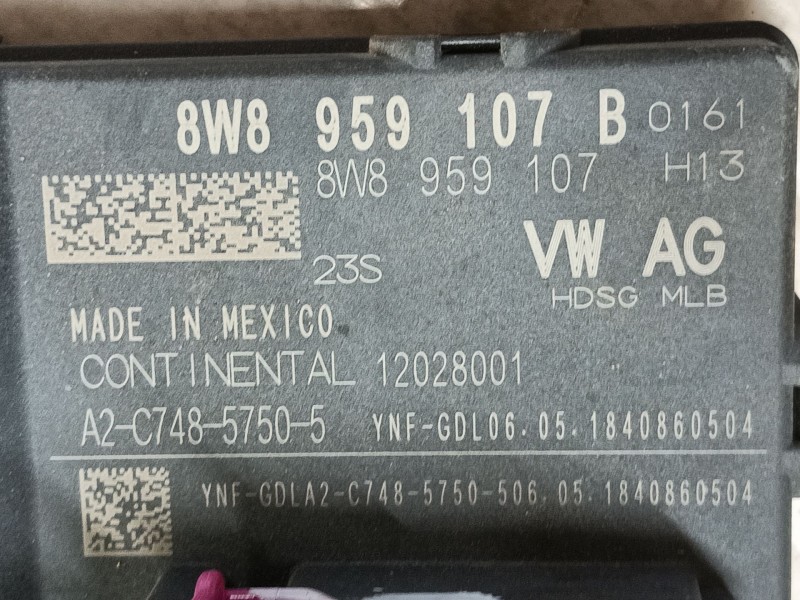 8W8 959 107 B 0161
8W8 959 107 H13
VW AG
23S
HDSG MLB
MADE IN MEXICO
CONTINENTAL 12028001
A2-C748-5750-5 YNF-GDL06.05.1840860504
YNF-GDLA2-C748-5750-506.05.1840860504